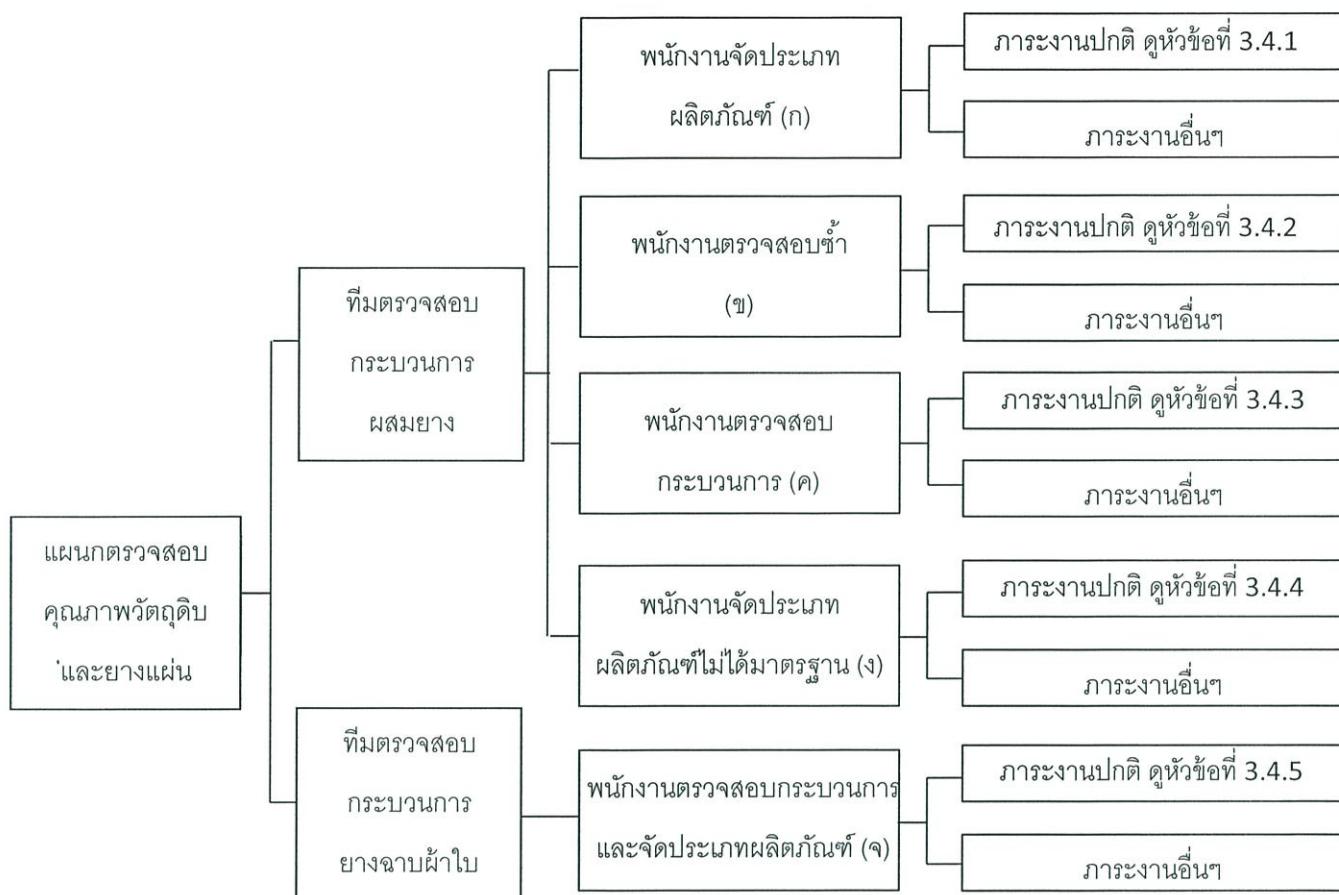 แผนกตรวจสอบ
คุณภาพวัตถุดิบ
และยางแผ่น
ทีมตรวจสอบ
กระบวนการ
ผสมยาง
พนักงานจัดประเภท
ผลิตภัณฑ์ (ก)
ภาระงานปกติ ดูหัวข้อที่ 3.4.1
ภาระงานอื่นๆ
พนักงานตรวจสอบซ้ำ
(ข)
ภาระงานปกติ ดูหัวข้อที่ 3.4.2
ภาระงานอื่นๆ
พนักงานตรวจสอบ
กระบวนการ (ค)
ภาระงานปกติ ดูหัวข้อที่ 3.4.3
ภาระงานอื่นๆ
พนักงานจัดประเภท
ผลิตภัณฑ์ไม่ได้มาตรฐาน (ง)
ภาระงานปกติ ดูหัวข้อที่ 3.4.4
ภาระงานอื่นๆ
ทีมตรวจสอบ
กระบวนการ
ยางฉาบผ้าใบ
พนักงานตรวจสอบกระบวนการ
และจัดประเภทผลิตภัณฑ์ (จ)
ภาระงานปกติ ดูหัวข้อที่ 3.4.5
ภาระงานอื่นๆ